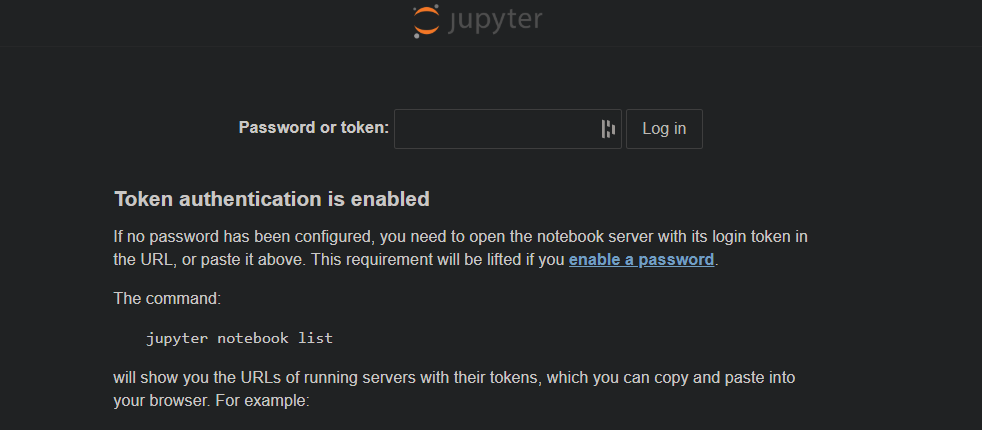 jupyter
Password or token:
Log in
Token authentication is enabled
If no password has been configured, you need to open the notebook server with its login token in
the URL, or paste it above. This requirement will be lifted if you enable a password.
The command:
jupyter notebook list
will show you the URLs of running servers with their tokens, which you can copy and paste into
your browser. For example: